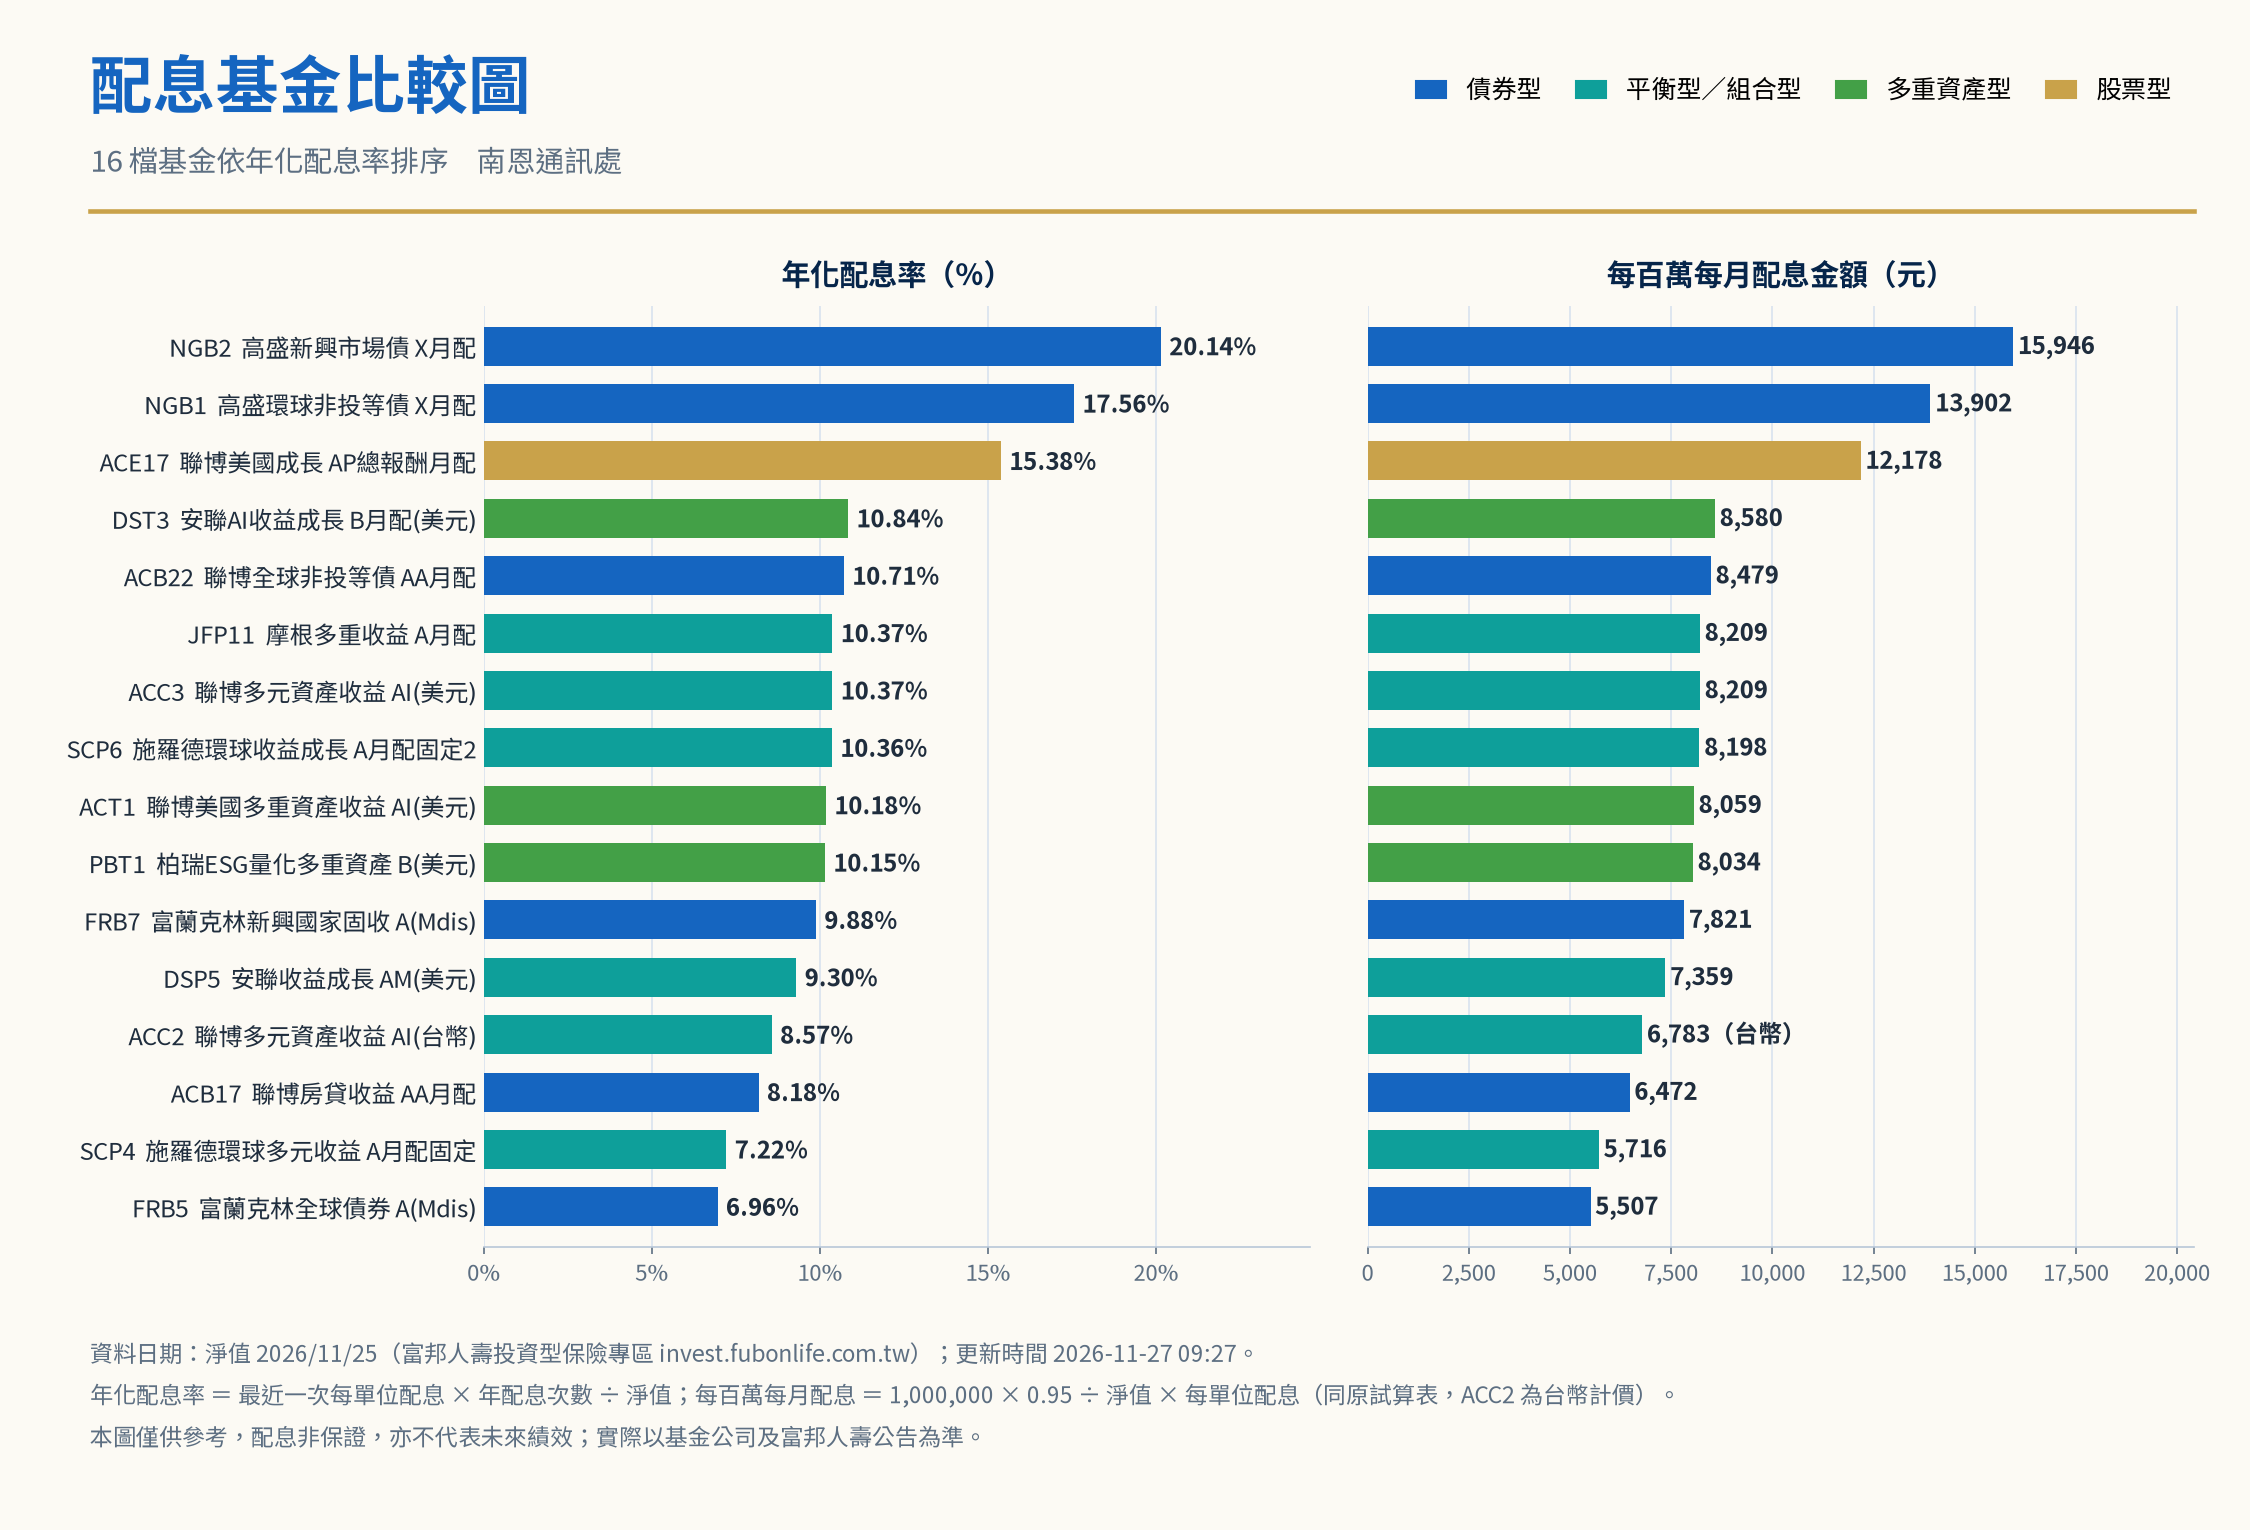 配息基金比較圖
16 檔基金依年化配息率排序　南恩通訊處
債券型
平衡型／組合型
多重資產型
股票型
年化配息率（%）
NGB2 高盛新興市場債 X月配 20.14%
NGB1 高盛環球非投等債 X月配 17.56%
ACE17 聯博美國成長 AP總報酬月配 15.38%
DST3 安聯AI收益成長 B月配(美元) 10.84%
ACB22 聯博全球非投等債 AA月配 10.71%
JFP11 摩根多重收益 A月配 10.37%
ACC3 聯博多元資產收益 AI(美元) 10.37%
SCP6 施羅德環球收益成長 A月配固定2 10.36%
ACT1 聯博美國多重資產收益 AI(美元) 10.18%
PBT1 柏瑞ESG量化多重資產 B(美元) 10.15%
FRB7 富蘭克林新興國家固收 A(Mdis) 9.88%
DSP5 安聯收益成長 AM(美元) 9.30%
ACC2 聯博多元資產收益 AI(台幣) 8.57%
ACB17 聯博房貸收益 AA月配 8.18%
SCP4 施羅德環球多元收益 A月配固定 7.22%
FRB5 富蘭克林全球債券 A(Mdis) 6.96%
0% 5% 10% 15% 20%
每百萬每月配息金額（元）
15,946
13,902
12,178
8,580
8,479
8,209
8,209
8,198
8,059
8,034
7,821
7,359
6,783（台幣）
6,472
5,716
5,507
0 2,500 5,000 7,500 10,000 12,500 15,000 17,500 20,000
資料日期：淨值 2026/11/25（富邦人壽投資型保險專區 invest.fubonlife.com.tw）；更新時間 2026-11-27 09:27。
年化配息率 ＝ 最近一次每單位配息 × 年配息次數 ÷ 淨值；每百萬每月配息 ＝ 1,000,000 × 0.95 ÷ 淨值 × 每單位配息（同原試算表，ACC2 為台幣計價）。
本圖僅供參考，配息非保證，亦不代表未來績效；實際以基金公司及富邦人壽公告為準。